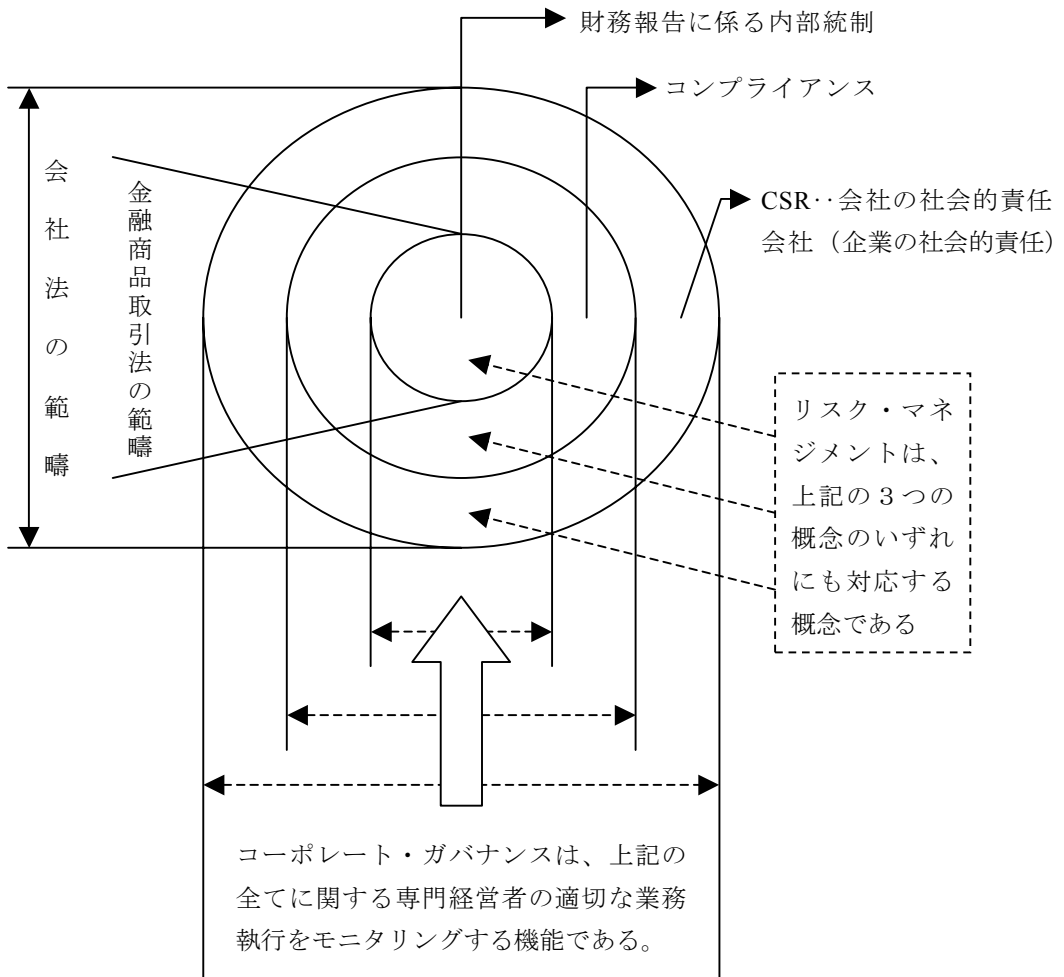 財務報告に係る内部統制
コンプライアンス
CSR‥会社の社会的責任
会社（企業の社会的責任）
会社法の範疇
金融商品取引法の範疇
リスク・マネ
ジメントは、
上記の３つの
概念のいずれ
にも対応する
概念である
コーポレート・ガバナンスは、上記の
全てに関する専門経営者の適切な業務
執行をモニタリングする機能である。